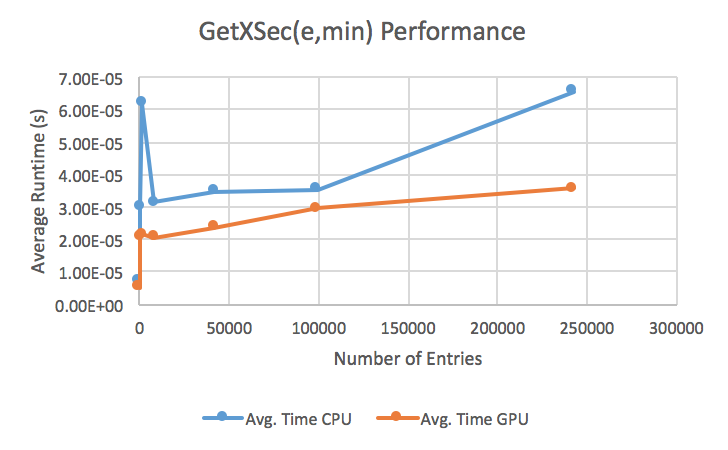 GetXSec(e,min) Performance
Average Runtime (s)
7.00E-05
6.00E-05
5.00E-05
4.00E-05
3.00E-05
2.00E-05
1.00E-05
0.00E+00
0 50000 100000 150000 200000 250000 300000
Number of Entries
Avg. Time CPU Avg. Time GPU